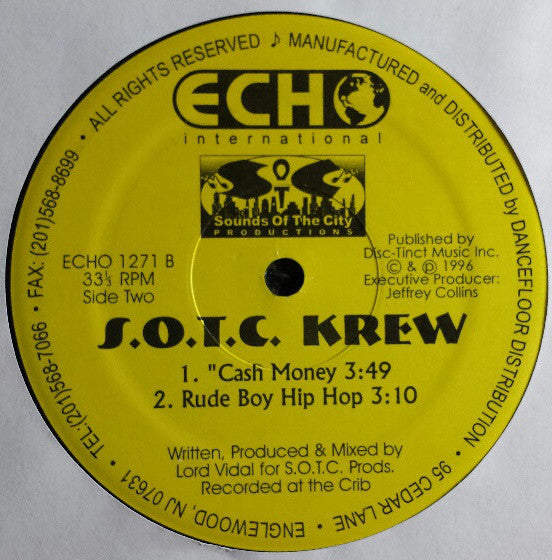 • ALL RIGHTS RESERVED ♪ MANUFACTURED and DISTRIBUTED by DANCEFLOOR DISTRIBUTION • 95 CEDAR LANE • ENGLEWOOD, NJ 07631 • TEL:(201)568-7066 • FAX: (201)568-8699
ECHO
international
S O T C
Sounds Of The City
PRODUCTIONS
ECHO 1271 B
33⅓ RPM
Side Two
Published by
Disc-Tinct Music Inc.
© & ℗ 1996
Executive Producer:
Jeffrey Collins
S.O.T.C. KREW
1. "Cash Money 3:49
2. Rude Boy Hip Hop 3:10
Written, Produced & Mixed by
Lord Vidal for S.O.T.C. Prods.
Recorded at the Crib